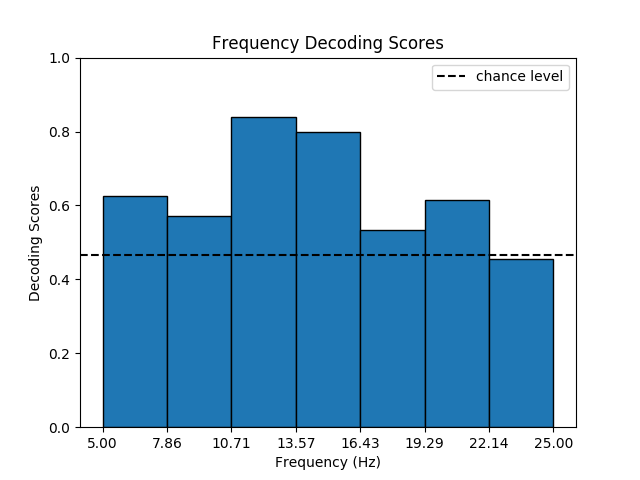 Frequency Decoding Scores
chance level
1.0
0.8
0.6
0.4
0.2
0.0
Decoding Scores
5.00 7.86 10.71 13.57 16.43 19.29 22.14 25.00
Frequency (Hz)